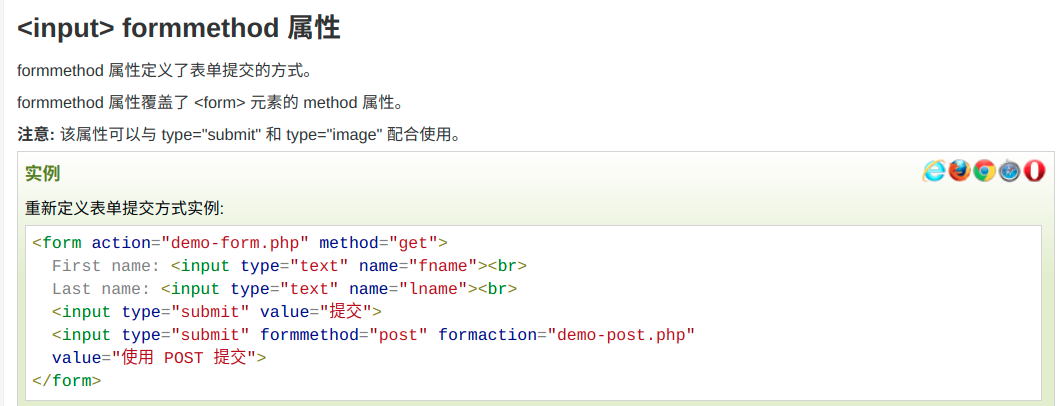 <input> formmethod 属性
formmethod 属性定义了表单提交的方式。
formmethod 属性覆盖了 <form> 元素的 method 属性。
注意: 该属性可以与 type="submit" 和 type="image" 配合使用。
实例
重新定义表单提交方式实例:
<form action="demo-form.php" method="get">
  First name: <input type="text" name="fname"><br>
  Last name: <input type="text" name="lname"><br>
  <input type="submit" value="提交">
  <input type="submit" formmethod="post" formaction="demo-post.php"
  value="使用 POST 提交">
</form>